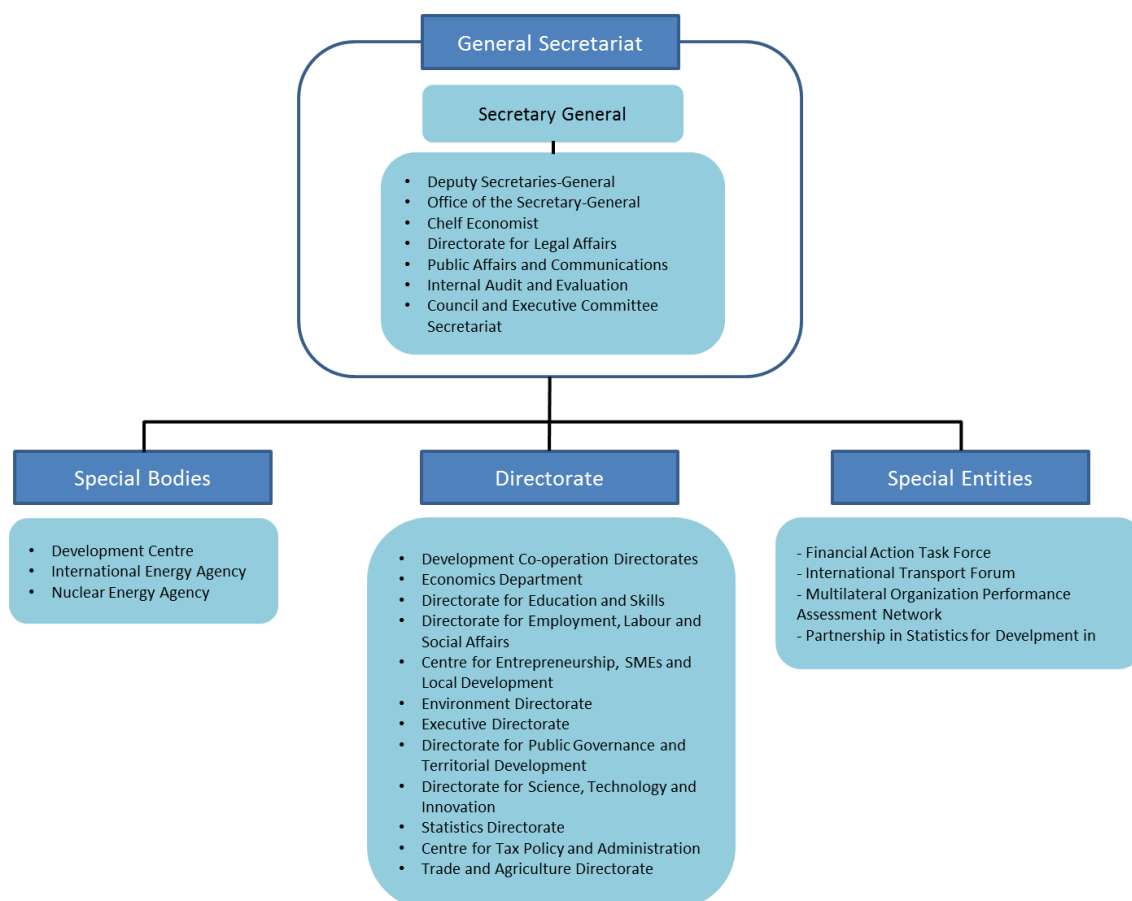 General Secretariat
Secretary General
• Deputy Secretaries-General
• Office of the Secretary-General
• Chelf Economist
• Directorate for Legal Affairs
• Public Affairs and Communications
• Internal Audit and Evaluation
• Council and Executive Committee
Secretariat
Special Bodies
• Development Centre
• International Energy Agency
• Nuclear Energy Agency
Directorate
• Development Co-operation Directorates
• Economics Department
• Directorate for Education and Skills
• Directorate for Employment, Labour and
Social Affairs
• Centre for Entrepreneurship, SMEs and
Local Development
• Environment Directorate
• Executive Directorate
• Directorate for Public Governance and
Territorial Development
• Directorate for Science, Technology and
Innovation
• Statistics Directorate
• Centre for Tax Policy and Administration
• Trade and Agriculture Directorate
Special Entities
- Financial Action Task Force
- International Transport Forum
- Multilateral Organization Performance
Assessment Network
- Partnership in Statistics for Develpment in